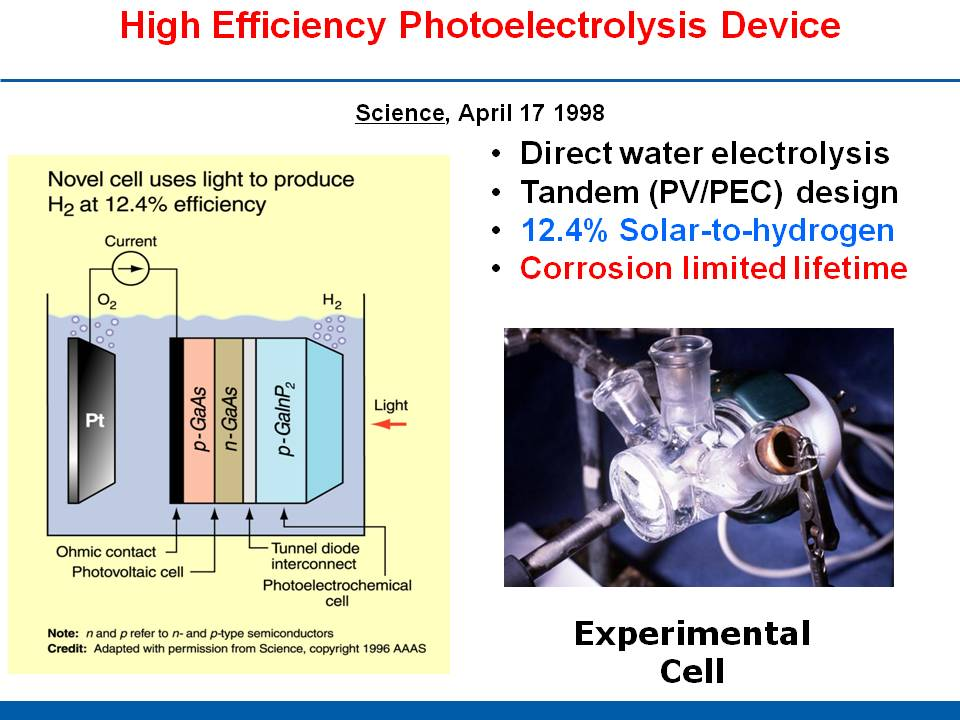 High Efficiency Photoelectrolysis Device
Science, April 17 1998
Novel cell uses light to produce
H₂ at 12.4% efficiency
Current
O₂
H₂
Pt
p-GaAs
n-GaAs
p-GaInP₂
Light
Ohmic contact
Photovoltaic cell
Tunnel diode
interconnect
Photoelectrochemical
cell
Note: n and p refer to n- and p-type semiconductors
Credit: Adapted with permission from Science, copyright 1996 AAAS
• Direct water electrolysis
• Tandem (PV/PEC) design
• 12.4% Solar-to-hydrogen
• Corrosion limited lifetime
Experimental
Cell